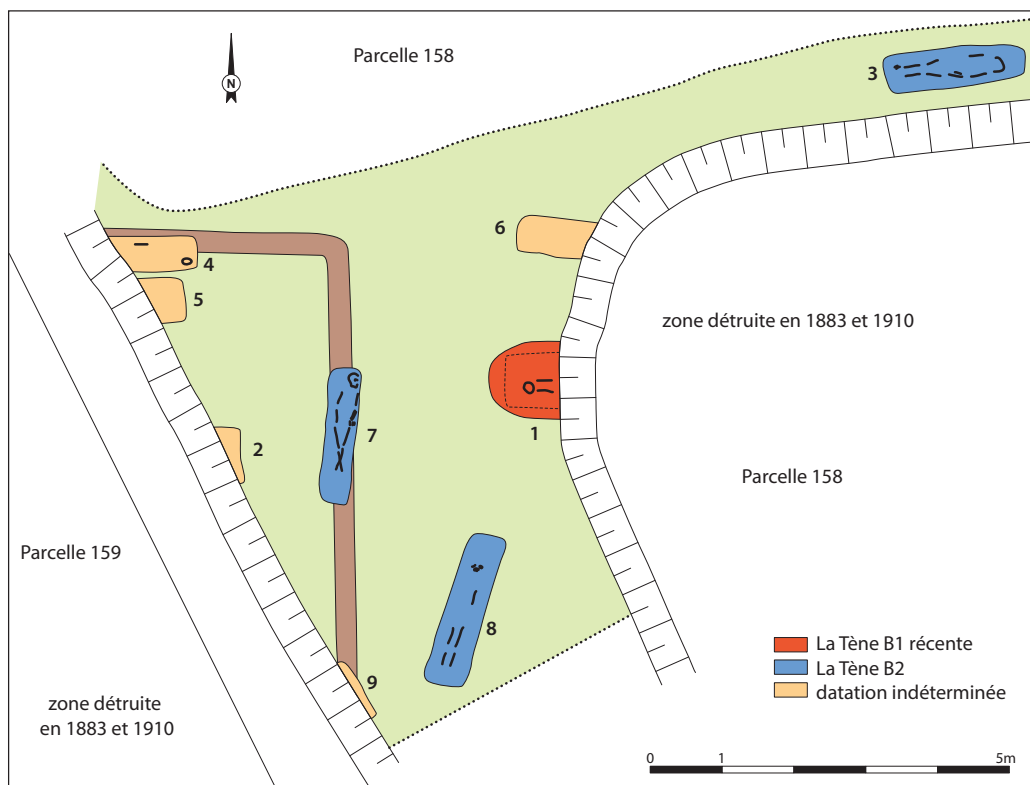 Parcelle 158
3
N
6
4
5
zone détruite en 1883 et 1910
7
1
2
Parcelle 158
Parcelle 159
8
La Tène B1 récente
La Tène B2
9
datation indéterminée
zone détruite
en 1883 et 1910
0 1 5m